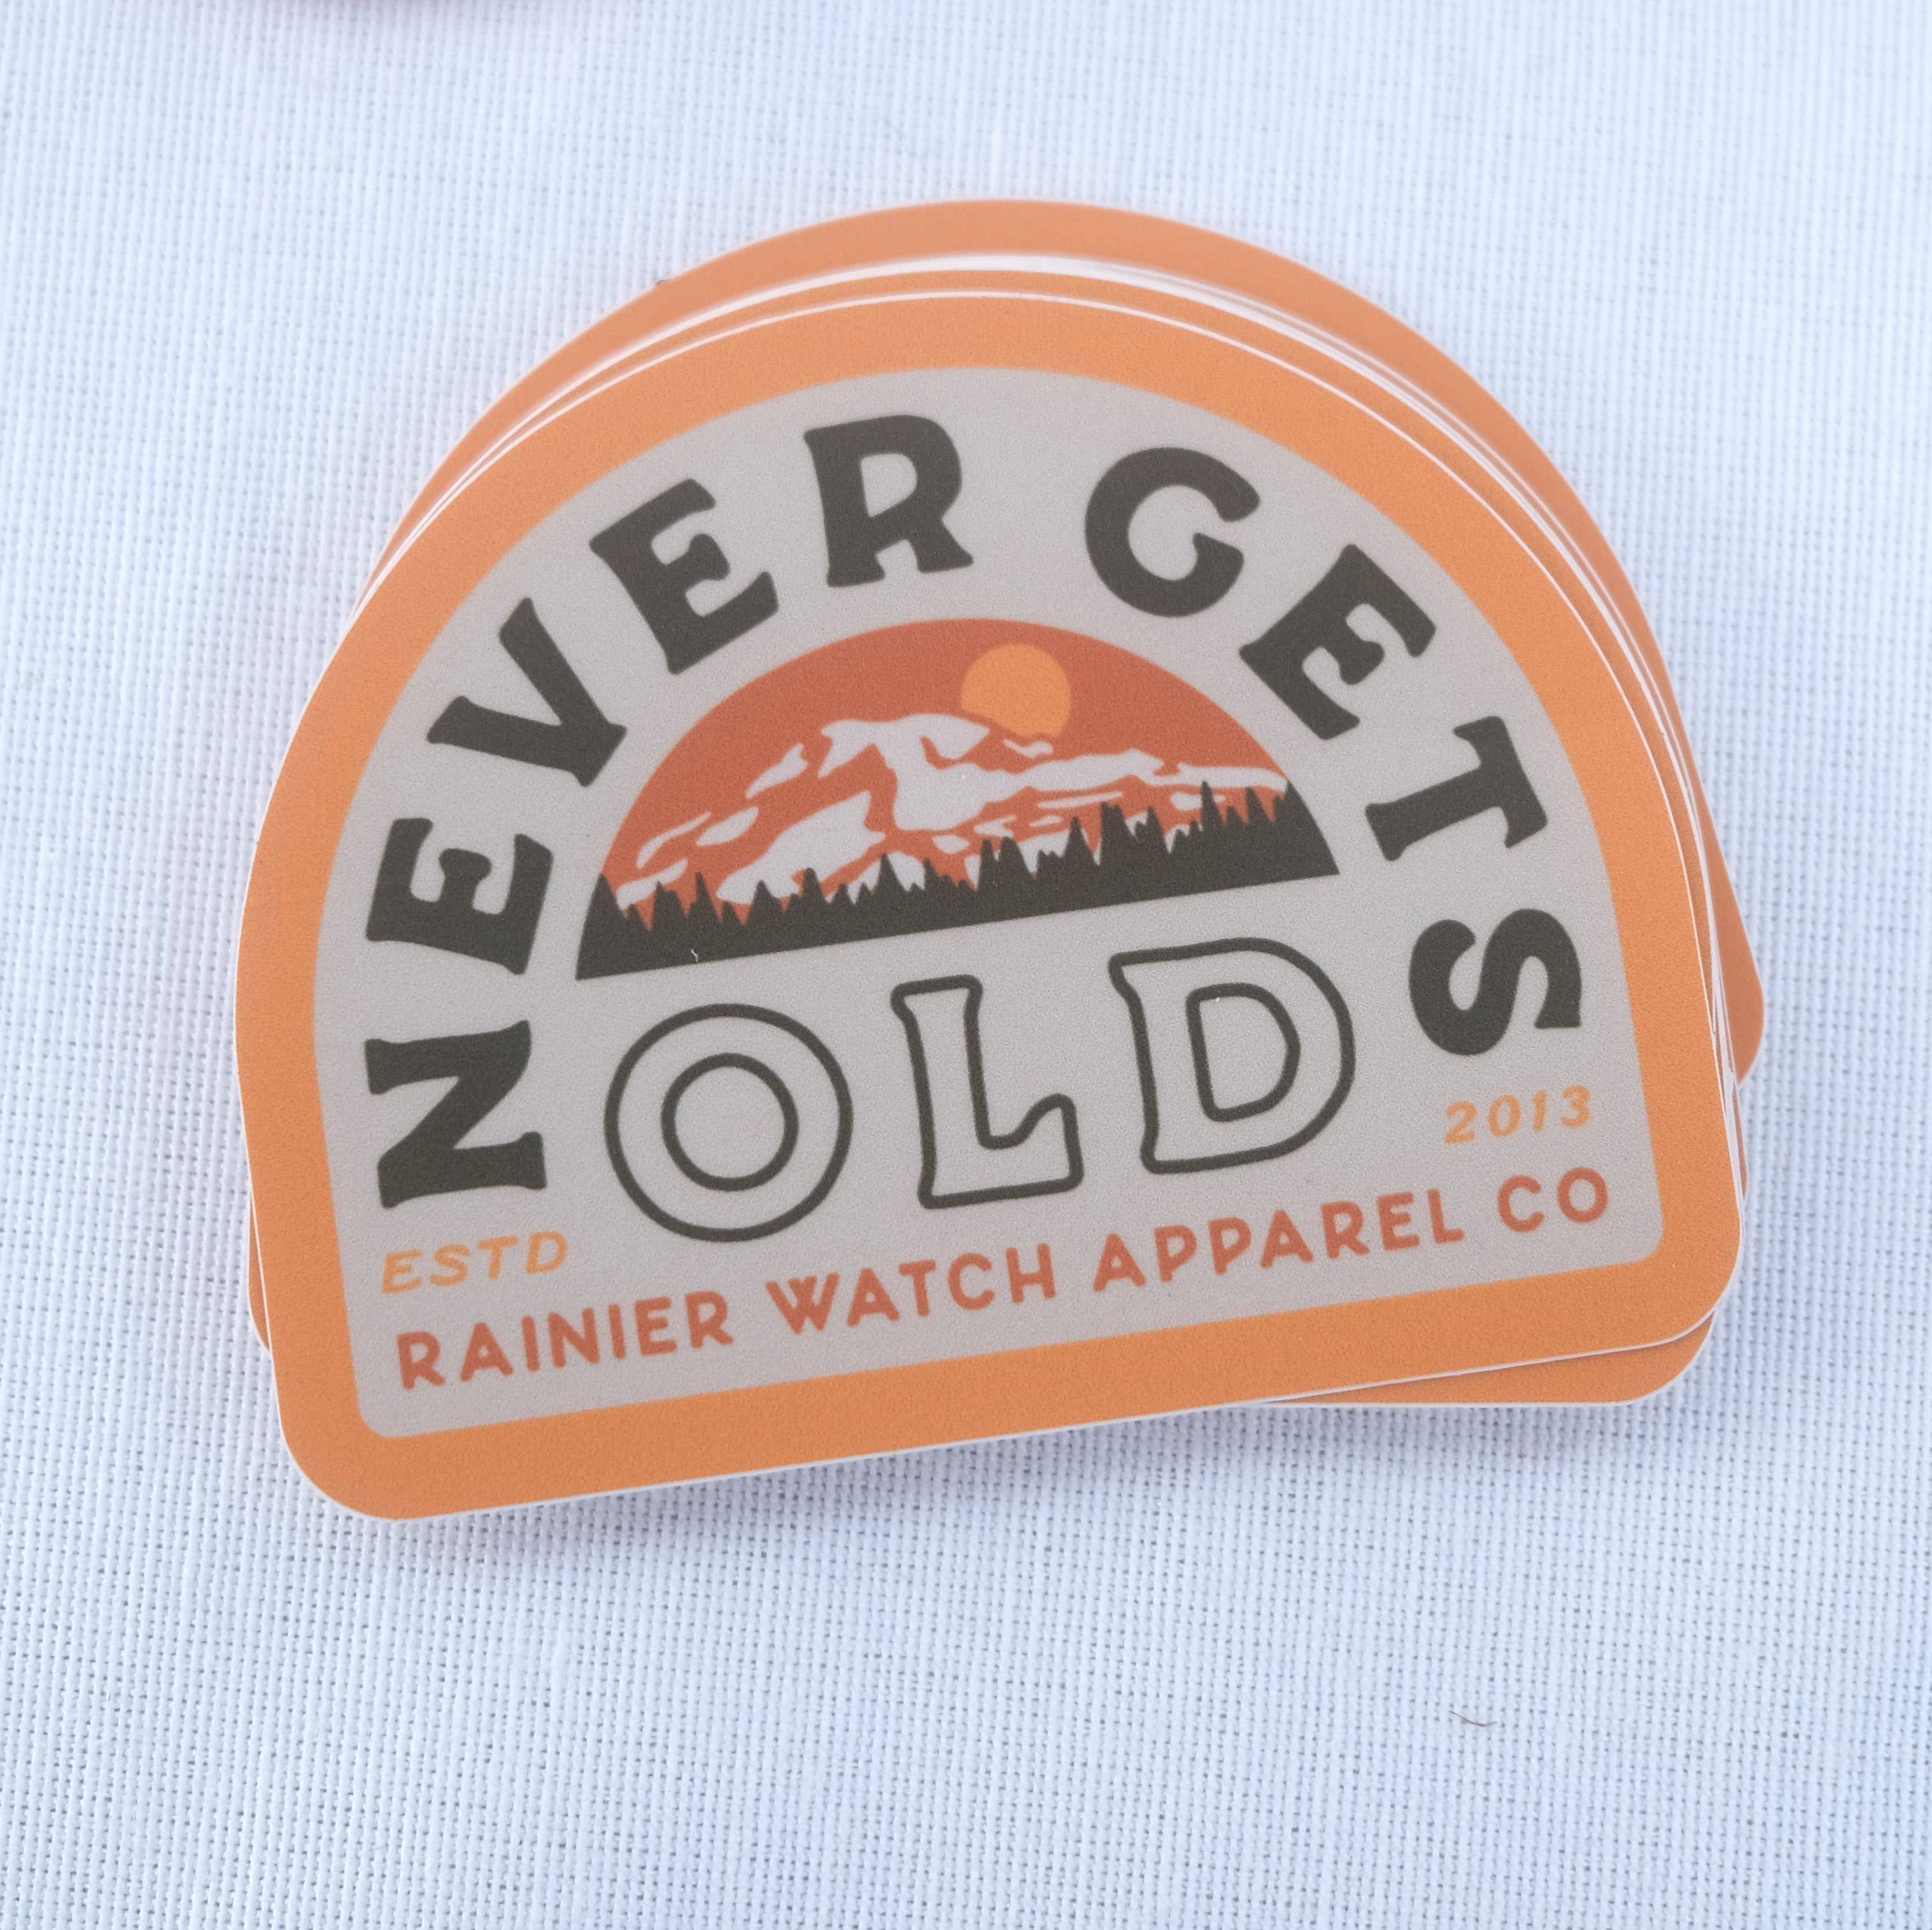 NEVER GETS
OLD
ESTD 2013
RAINIER WATCH APPAREL CO